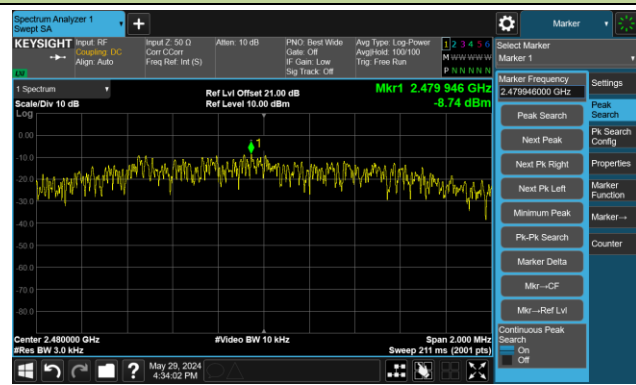 Spectrum Analyzer 1
Swept SA
Marker
KEYSIGHT
Input: RF
Coupling: DC
Align: Auto
Input Z: 50 Ω
Corr CCorr
Freq Ref: Int (S)
Atten: 10 dB
PNO: Best Wide
Gate: Off
IF Gain: Low
Sig Track: Off
Avg Type: Log-Power
Avg|Hold: 100/100
Trig: Free Run
1 2 3 4 5 6
M W W W W W
P N N N N N
Select Marker
Marker 1
1 Spectrum
Scale/Div 10 dB
Log
Ref Lvl Offset 21.00 dB
Ref Level 10.00 dBm
Mkr1 2.479 946 GHz
-8.74 dBm
0.00
-10.0
-20.0
-30.0
-40.0
-50.0
-60.0
-70.0
-80.0
1
Center 2.480000 GHz
#Res BW 3.0 kHz
#Video BW 10 kHz
Span 2.000 MHz
Sweep 211 ms (2001 pts)
Marker Frequency
2.479946000 GHz
Peak Search
Next Peak
Next Pk Right
Next Pk Left
Minimum Peak
Pk-Pk Search
Marker Delta
Mkr→CF
Mkr→Ref Lvl
Continuous Peak
Search
On
Off
Settings
Peak
Search
Pk Search
Config
Properties
Marker
Function
Marker→
Counter
May 29, 2024
4:34:02 PM